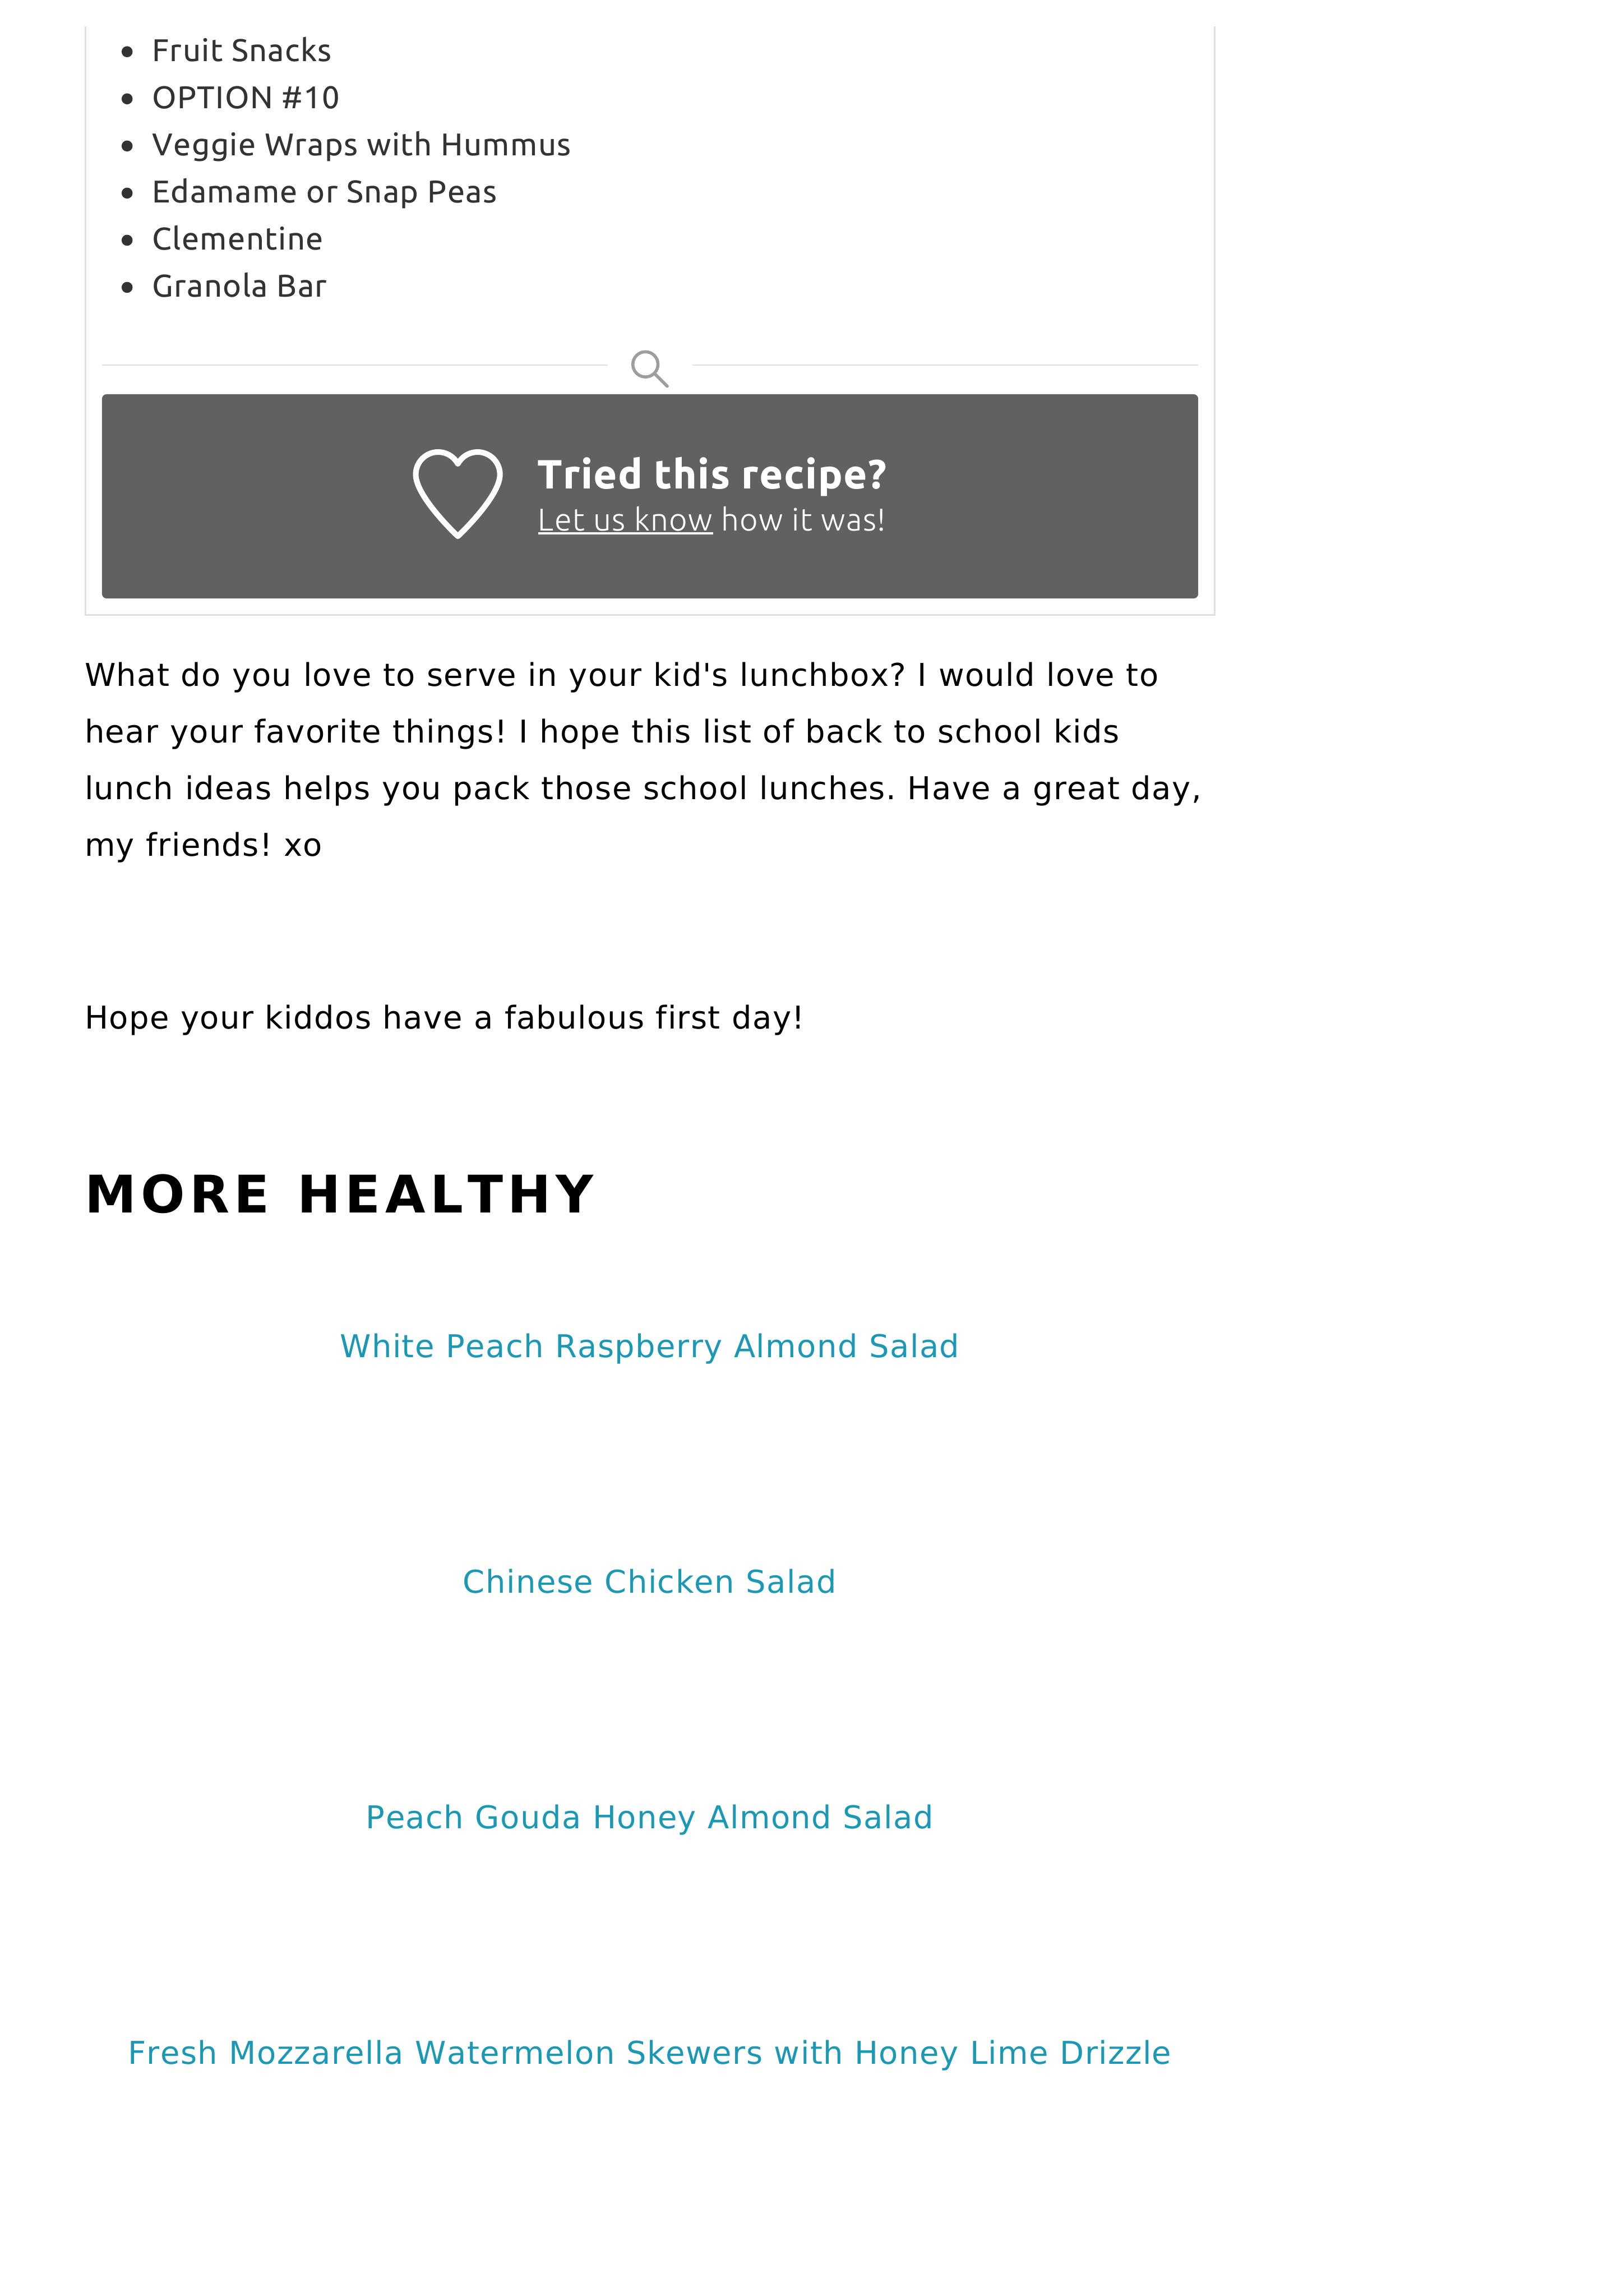 Fruit Snacks
OPTION #10
Veggie Wraps with Hummus
Edamame or Snap Peas
Clementine
Granola Bar
Tried this recipe?
Let us know how it was!
What do you love to serve in your kid's lunchbox? I would love to
hear your favorite things! I hope this list of back to school kids
lunch ideas helps you pack those school lunches. Have a great day,
my friends! xo
Hope your kiddos have a fabulous first day!
MORE HEALTHY
White Peach Raspberry Almond Salad
Chinese Chicken Salad
Peach Gouda Honey Almond Salad
Fresh Mozzarella Watermelon Skewers with Honey Lime Drizzle